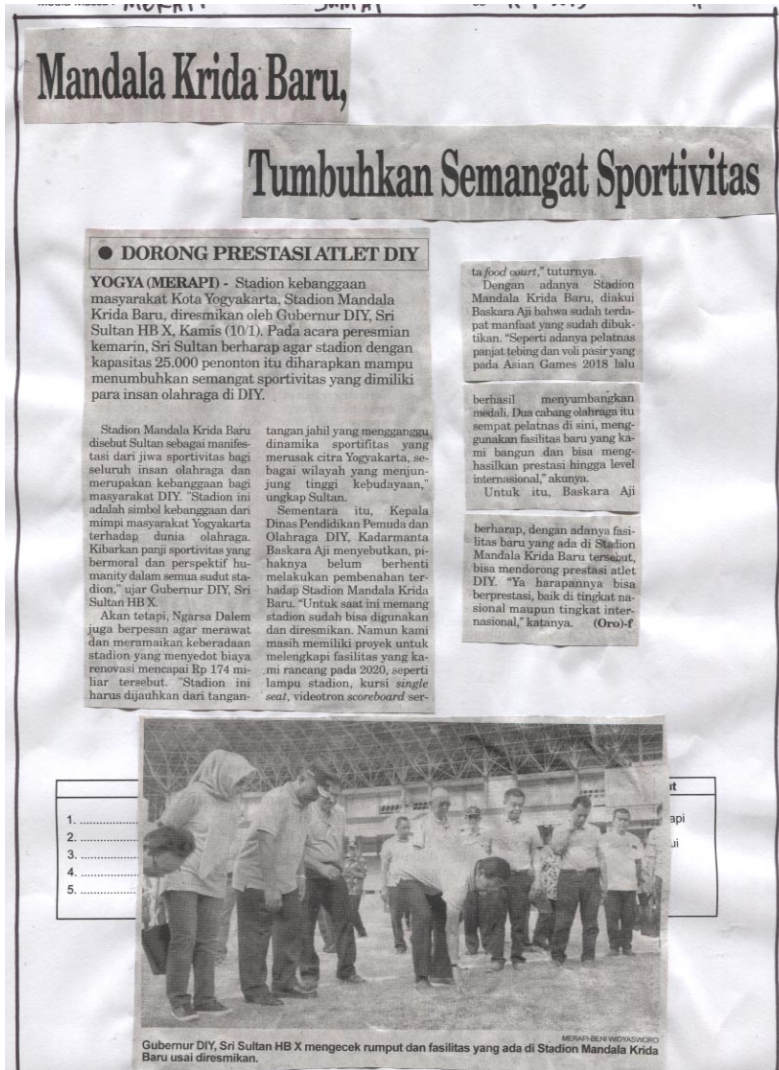 Mandala Krida Baru,
Tumbuhkan Semangat Sportivitas
● DORONG PRESTASI ATLET DIY
YOGYA (MERAPI) - Stadion kebanggaan
masyarakat Kota Yogyakarta, Stadion Mandala
Krida Baru, diresmikan oleh Gubernur DIY, Sri
Sultan HB X, Kamis (10/1). Pada acara peresmian
kemarin, Sri Sultan berharap agar stadion dengan
kapasitas 25.000 penonton itu diharapkan mampu
menumbuhkan semangat sportivitas yang dimiliki
para insan olahraga di DIY.
Stadion Mandala Krida Baru
disebut Sultan sebagai manifes-
tasi dari jiwa sportivitas bagi
seluruh insan olahraga dan
merupakan kebanggaan bagi
masyarakat DIY. "Stadion ini
adalah simbol kebanggaan dari
mimpi masyarakat Yogyakarta
terhadap dunia olahraga.
Kibarkan panji sportivitas yang
bermoral dan perspektif hu-
manity dalam semua sudut sta-
dion," ujar Gubernur DIY, Sri
Sultan HB X.
Akan tetapi, Ngarsa Dalem
juga berpesan agar merawat
dan meramaikan keberadaan
stadion yang menyedot biaya
renovasi mencapai Rp 174 mi-
liar tersebut. "Stadion ini
harus dijauhkan dari tangan-
tangan jahil yang mengganggu
dinamika sportifitas yang
merusak citra Yogyakarta, se-
bagai wilayah yang menjun-
jung tinggi kebudayaan,"
ungkap Sultan.
Sementara itu, Kepala
Dinas Pendidikan Pemuda dan
Olahraga DIY, Kadarmanta
Baskara Aji menyebutkan, pi-
haknya belum berhenti
melakukan pembenahan ter-
hadap Stadion Mandala Krida
Baru. "Untuk saat ini memang
stadion sudah bisa digunakan
dan diresmikan. Namun kami
masih memiliki proyek untuk
melengkapi fasilitas yang ka-
mi rancang pada 2020, seperti
lampu stadion, kursi single
seat, videotron scoreboard ser-
ta food court," tuturnya.
Dengan adanya Stadion
Mandala Krida Baru, diakui
Baskara Aji bahwa sudah terda-
pat manfaat yang sudah dibuk-
tikan. "Seperti adanya pelatnas
panjat tebing dan voli pasir yang
pada Asian Games 2018 lalu
berhasil menyumbangkan
medali. Dua cabang olahraga itu
sempat pelatnas di sini, meng-
gunakan fasilitas baru yang ka-
mi bangun dan bisa meng-
hasilkan prestasi hingga level
internasional," akunya.
Untuk itu, Baskara Aji
berharap, dengan adanya fasi-
litas baru yang ada di Stadion
Mandala Krida Baru tersebut,
bisa mendorong prestasi atlet
DIY. "Ya harapannya bisa
berprestasi, baik di tingkat na-
sional maupun tingkat inter-
nasional," katanya. (Oro)-f
1. ....................
2. ....................
3. ....................
4. ....................
5. ....................
MERAPI-BENI WIDYASWORO
Gubernur DIY, Sri Sultan HB X mengecek rumput dan fasilitas yang ada di Stadion Mandala Krida
Baru usai diresmikan.